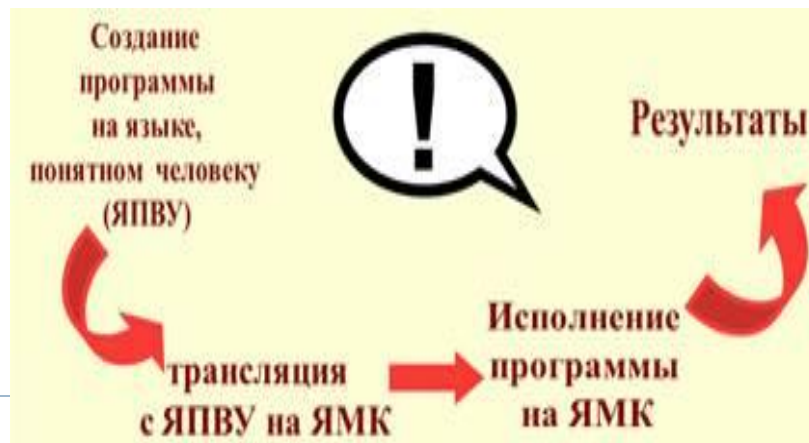 Создание
программы
на языке,
понятном человеку
(ЯПВУ)
!
Результаты
трансляция
с ЯПВУ на ЯМК
Исполнение
программы
на ЯМК